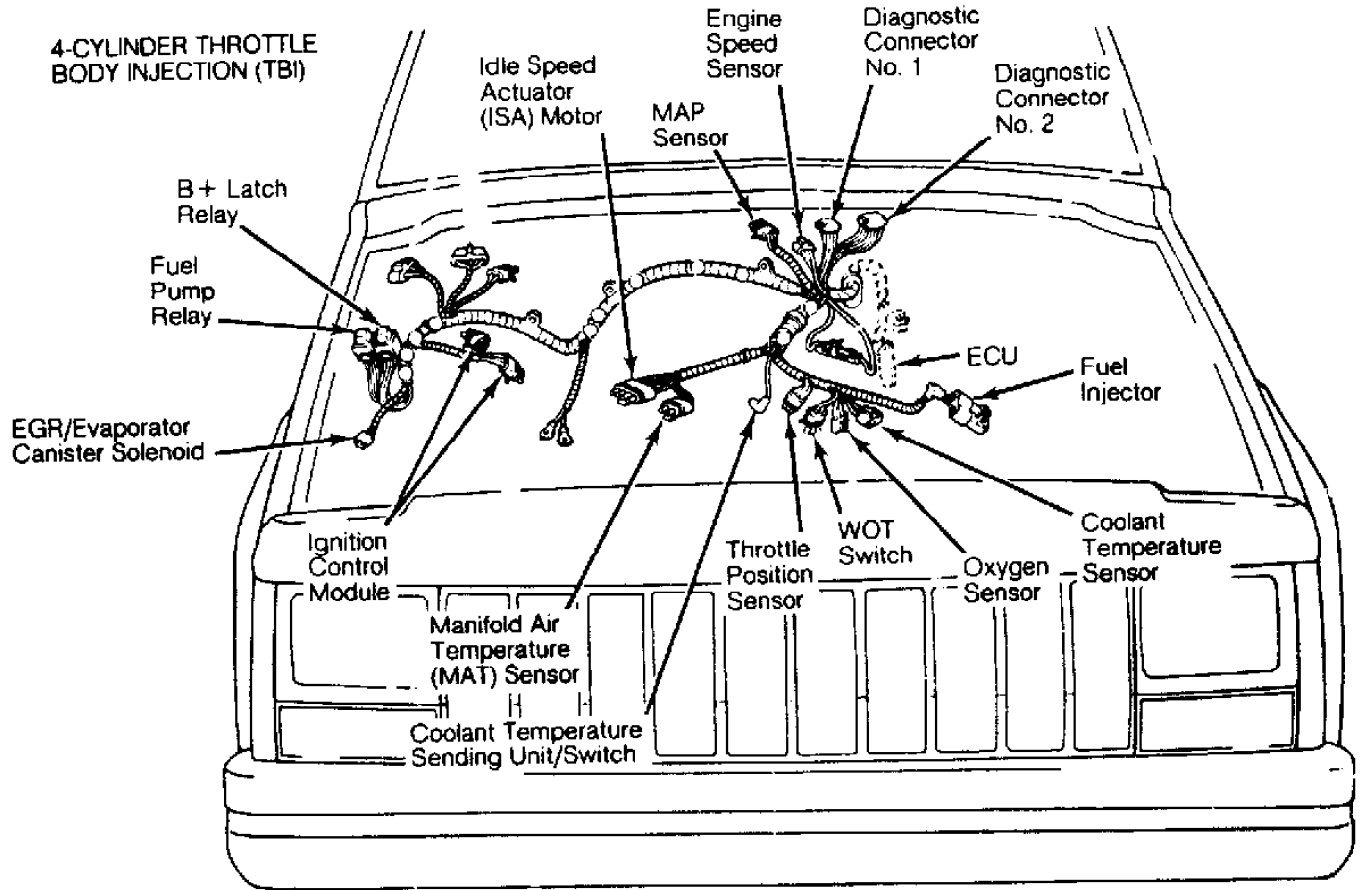 4-CYLINDER THROTTLE
BODY INJECTION (TBI)
Idle Speed
Actuator
(ISA) Motor
MAP
Sensor
Engine
Speed
Sensor
Diagnostic
Connector
No. 1
Diagnostic
Connector
No. 2
B+ Latch
Relay
Fuel
Pump
Relay
EGR/Evaporator
Canister Solenoid
ECU
Fuel
Injector
Ignition
Control
Module
Manifold Air
Temperature
(MAT) Sensor
Coolant Temperature
Sending Unit/Switch
Throttle
Position
Sensor
WOT
Switch
Oxygen
Sensor
Coolant
Temperature
Sensor